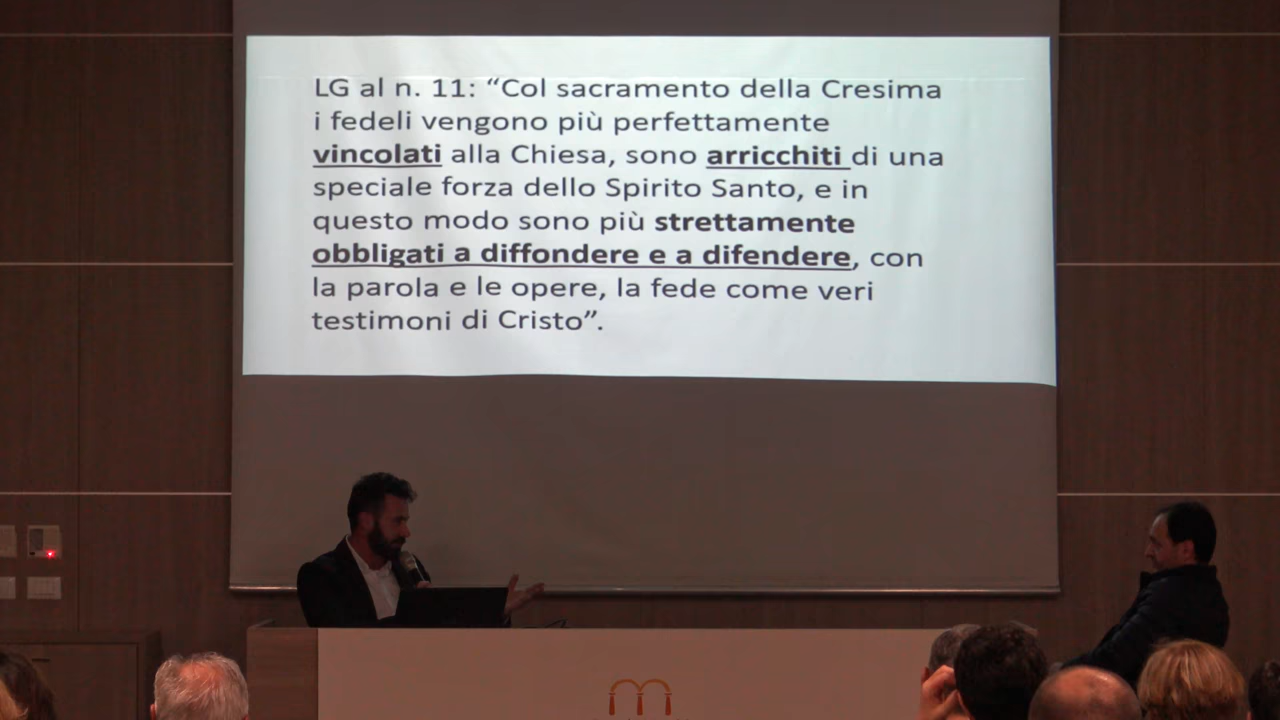 LG al n. 11: “Col sacramento della Cresima
i fedeli vengono più perfettamente
vincolati alla Chiesa, sono arricchiti di una
speciale forza dello Spirito Santo, e in
questo modo sono più strettamente
obbligati a diffondere e a difendere, con
la parola e le opere, la fede come veri
testimoni di Cristo”.